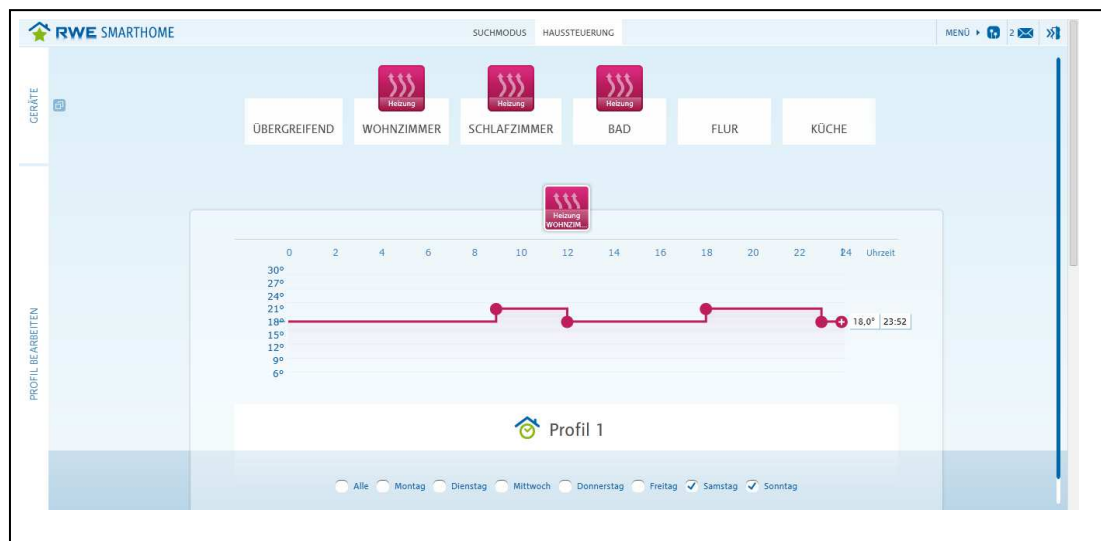 RWE SMARTHOME SUCHMODUS HAUSSTEUERUNG MENÜ 2
GERÄTE
Heizung Heizung Heizung
ÜBERGREIFEND WOHNZIMMER SCHLAFZIMMER BAD FLUR KÜCHE
Heizung
WOHNZIM...
0 2 4 6 8 10 12 14 16 18 20 22 24 Uhrzeit
30°
27°
24°
21°
18°
15°
12°
9°
6°
18,0° 23:52
PROFIL BEARBEITEN
Profil 1
Alle Montag Dienstag Mittwoch Donnerstag Freitag Samstag Sonntag